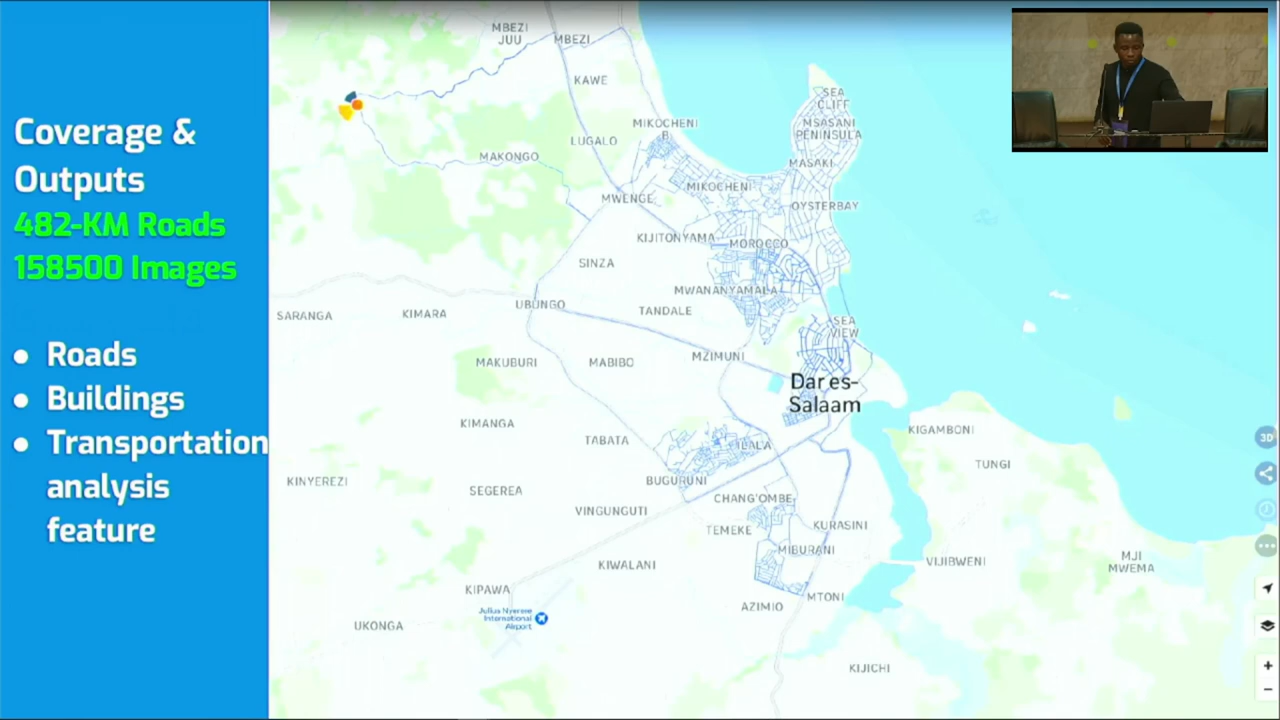 Coverage &
Outputs
482-KM Roads
158500 Images
• Roads
• Buildings
• Transportation
analysis
feature
MBEZI
JUU
MBEZI
KAWE
SEA
CLIFF
MSASANI
PENINSULA
MIKOCHENI
B
LUGALO
MAKONGO
MASAKI
MIKOCHENI
MWENGE
OYSTERBAY
KIJITONYAMA
MOROCCO
SINZA
MWANANYAMALA
UBUNGO
SARANGA
KIMARA
TANDALE
SEA
VIEW
MAKUBURI
MABIBO
MZIMUNI
Dar es-
Salaam
KIMANGA
TABATA
ILALA
KIGAMBONI
TUNGI
KINYEREZI
SEGEREA
BUGURUNI
CHANG'OMBE
VINGUNGUTI
TEMEKE
KURASINI
MIBURANI
KIWALANI
VIJIBWENI
MJI
MWEMA
KIPAWA
MTONI
AZIMIO
Julius Nyerere
International
Airport
UKONGA
KIJICHI
3D